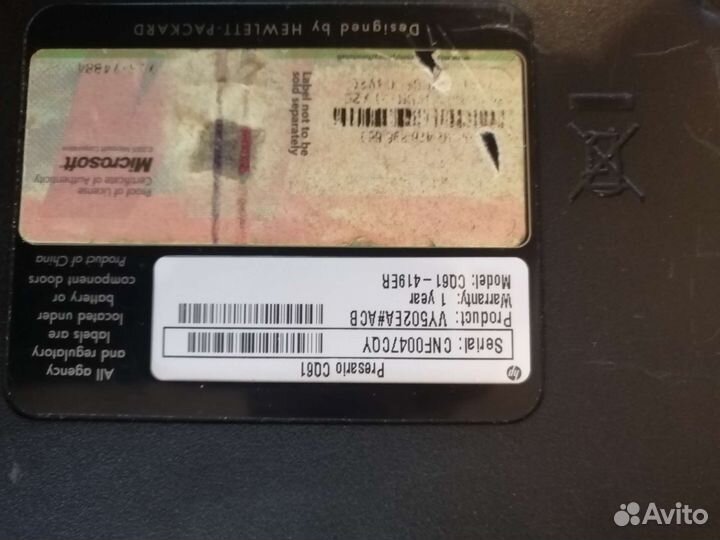 hp
Presario CQ61
Serial: CNF0047CQY
Product: VY502EA#ACB
Warranty: 1 year
Model: CQ61-419ER
All agency
and regulatory
labels are
located under
battery or
component doors
Product of China
Proof of License
Certificate of Authenticity
Microsoft
Label not to be
sold separately
Designed by HEWLETT-PACKARD
Avito